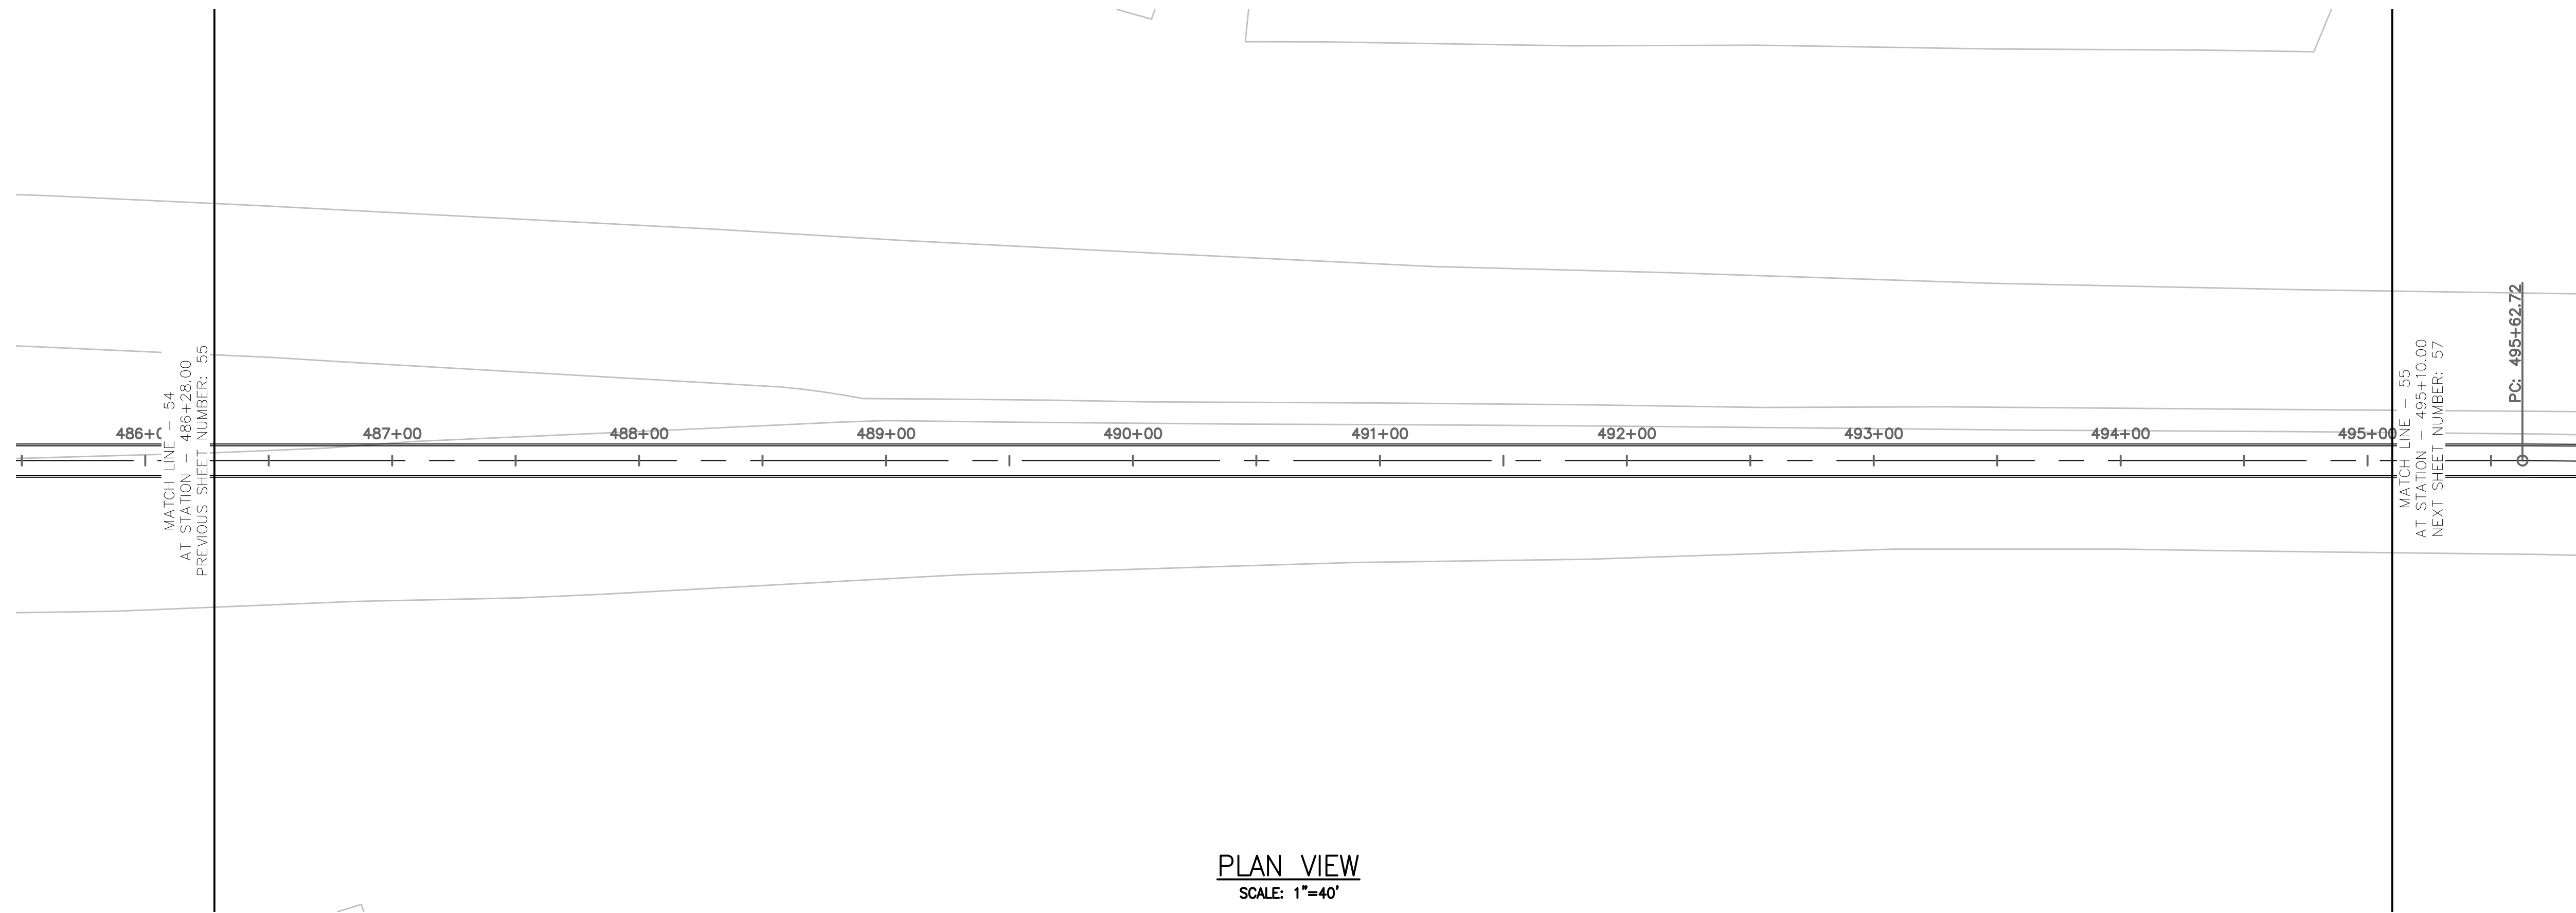 MATCH LINE - 54
AT STATION - 486+28.00
PREVIOUS SHEET NUMBER: 55
486+0
487+00
488+00
489+00
490+00
491+00
492+00
493+00
494+00
495+00
MATCH LINE - 55
AT STATION - 495+10.00
NEXT SHEET NUMBER: 57
PC: 495+62.72
PLAN VIEW
SCALE: 1"=40'